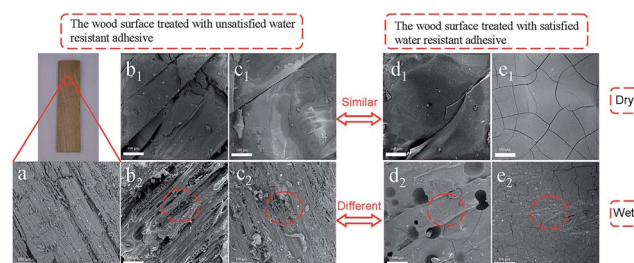 The wood surface treated with unsatisfied water
resistant adhesive
The wood surface treated with satisfied
water resistant adhesive
b1
c1
Similar
d1
e1
Dry
a
b2
c2
Different
d2
e2
Wet